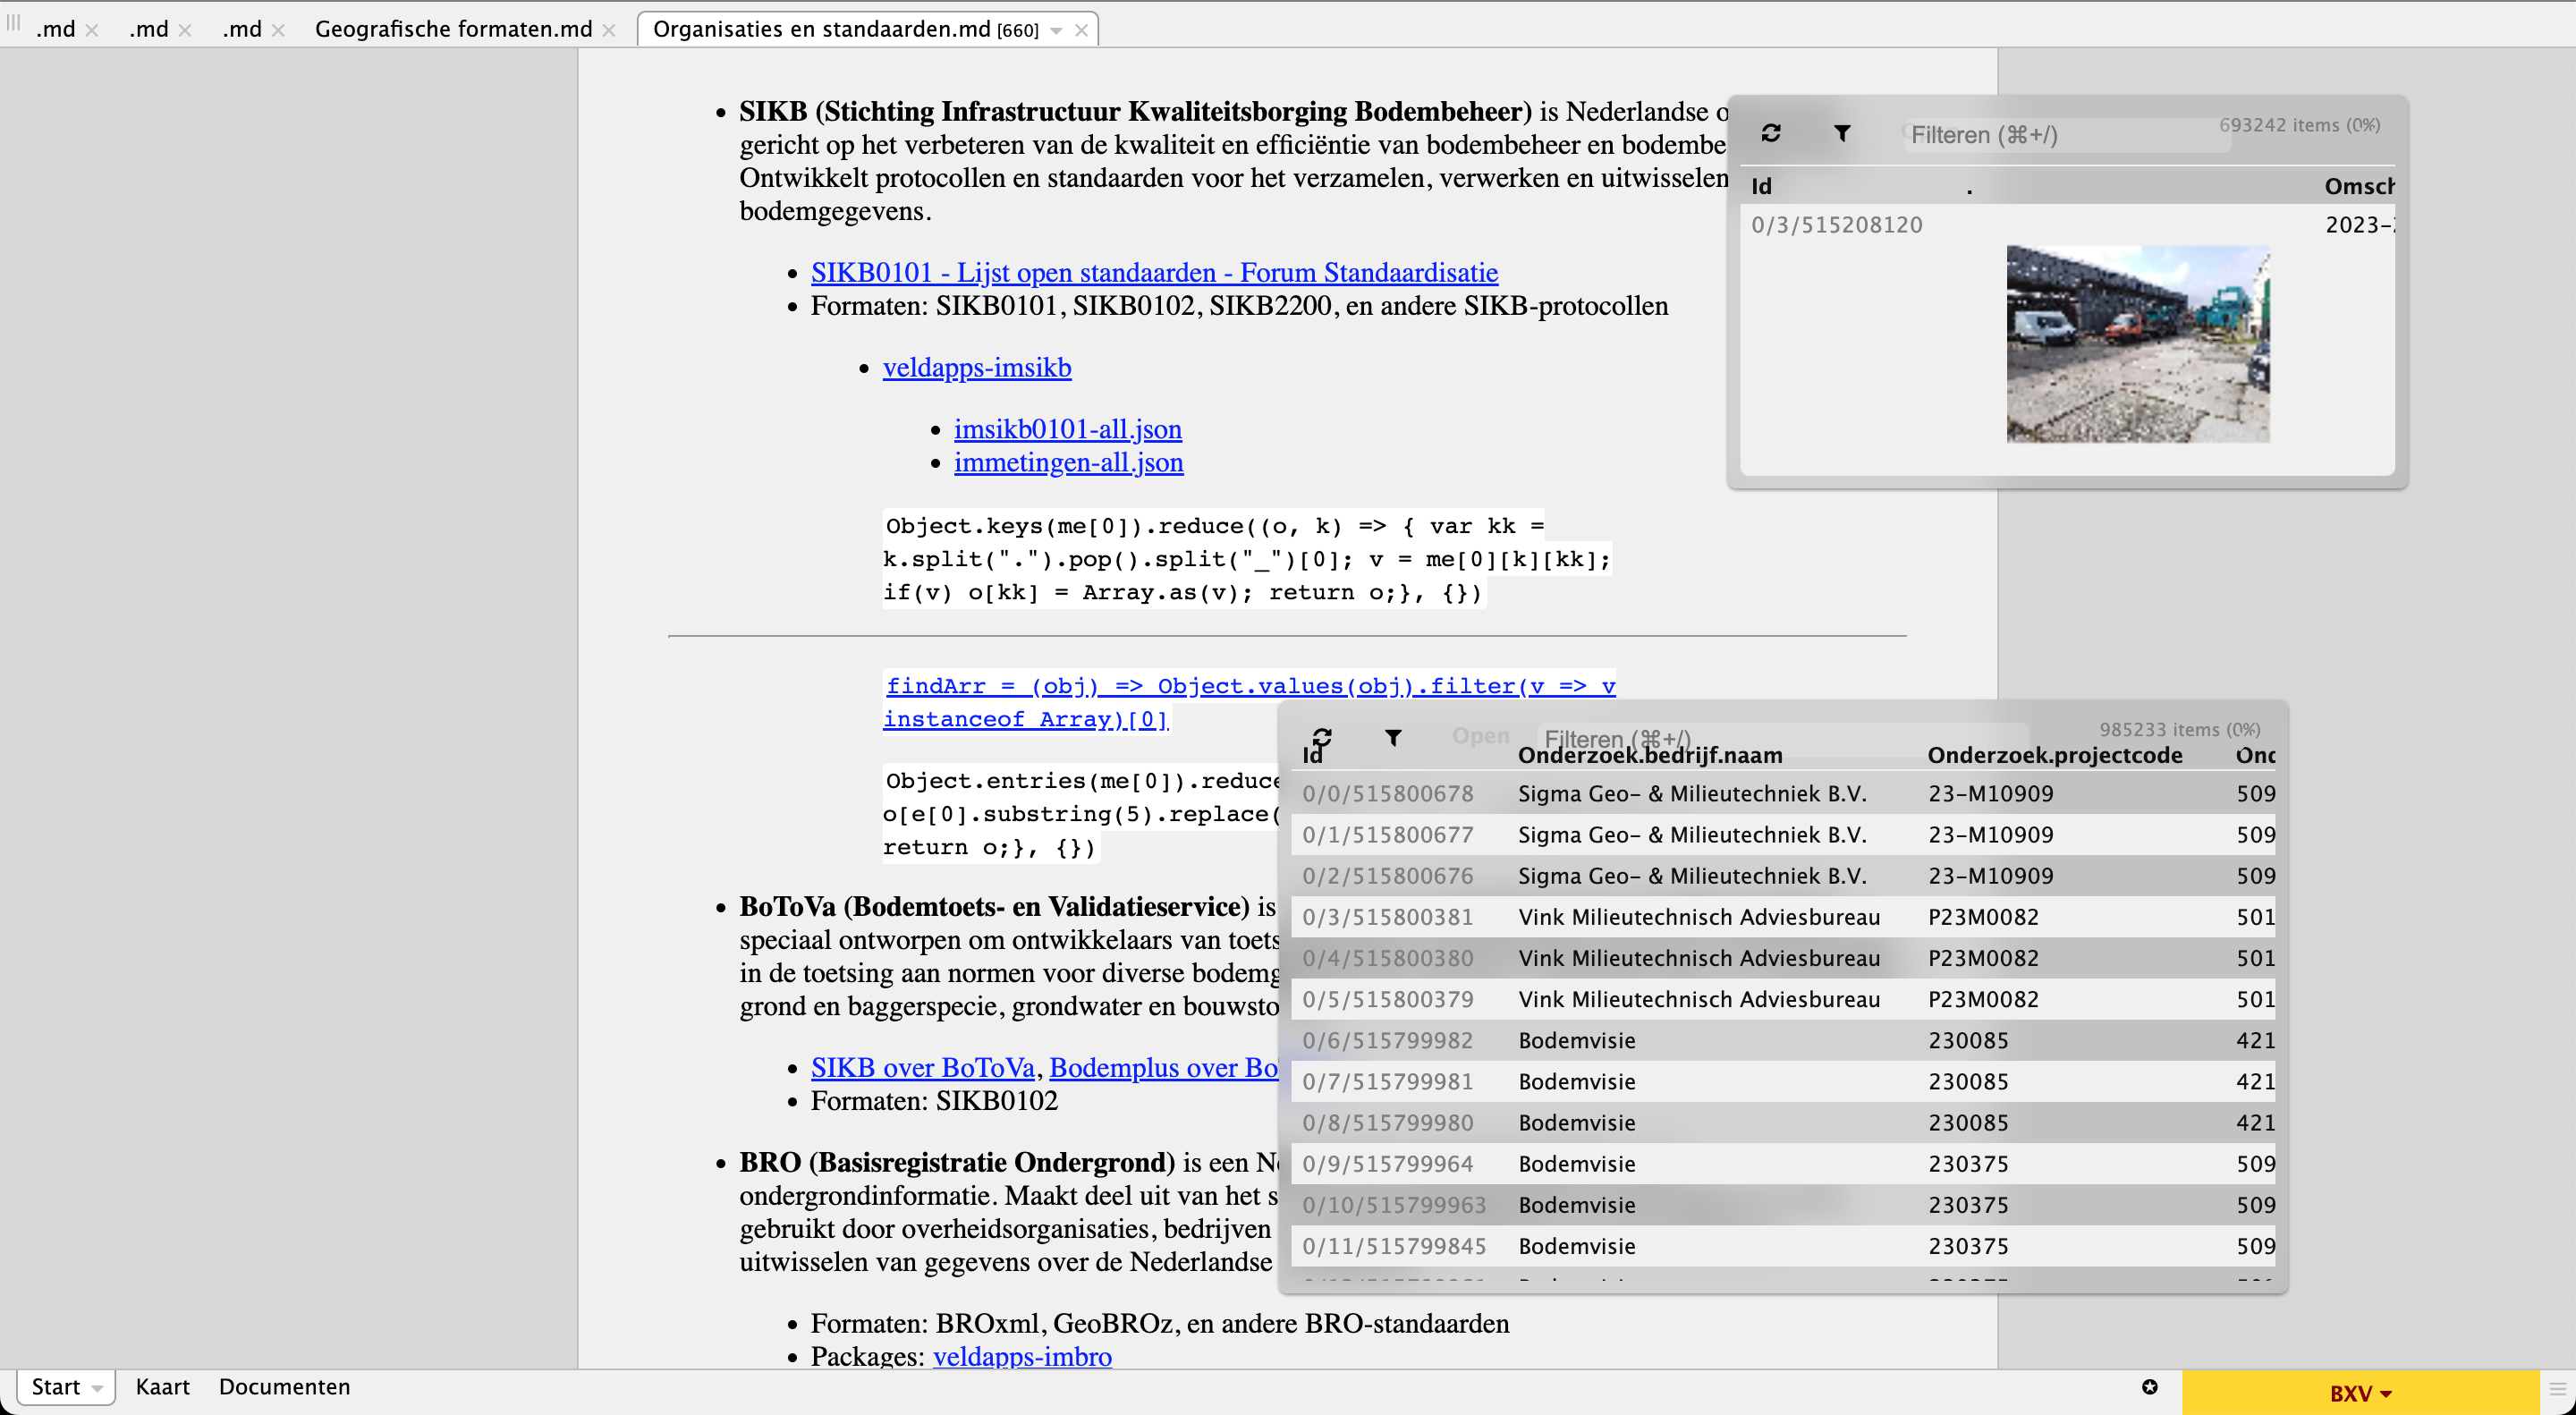 .md
.md
.md
Geografische formaten.md
Organisaties en standaarden.md [660]
• SIKB (Stichting Infrastructuur Kwaliteitsborging Bodembeheer) is Nederlandse o
gericht op het verbeteren van de kwaliteit en efficiëntie van bodembeheer en bodembe
Ontwikkelt protocollen en standaarden voor het verzamelen, verwerken en uitwisselen
bodemgegevens.
• SIKB0101 - Lijst open standaarden - Forum Standaardisatie
• Formaten: SIKB0101, SIKB0102, SIKB2200, en andere SIKB-protocollen
• veldapps-imsikb
• imsikb0101-all.json
• immetingen-all.json
Object.keys(me[0]).reduce((o, k) => { var kk =
k.split(".").pop().split("_")[0]; v = me[0][k][kk];
if(v) o[kk] = Array.as(v); return o;}, {})
findArr = (obj) => Object.values(obj).filter(v => v
instanceof Array)[0]
Object.entries(me[0]).reduce
o[e[0].substring(5).replace(
return o;}, {})
• BoToVa (Bodemtoets- en Validatieservice) is
speciaal ontworpen om ontwikkelaars van toets
in de toetsing aan normen voor diverse bodemg
grond en baggerspecie, grondwater en bouwsto
• SIKB over BoToVa, Bodemplus over Bo
• Formaten: SIKB0102
• BRO (Basisregistratie Ondergrond) is een N
ondergrondinformatie. Maakt deel uit van het s
gebruikt door overheidsorganisaties, bedrijven
uitwisselen van gegevens over de Nederlandse
• Formaten: BROxml, GeoBROz, en andere BRO-standaarden
• Packages: veldapps-imbro
Filteren (⌘+/) 693242 items (0%)
Id . Omsch
0/3/515208120 2023-
Open Filteren (⌘+/) 985233 items (0%)
Id Onderzoek.bedrijf.naam Onderzoek.projectcode Ond
0/0/515800678 Sigma Geo- & Milieutechniek B.V. 23-M10909 509
0/1/515800677 Sigma Geo- & Milieutechniek B.V. 23-M10909 509
0/2/515800676 Sigma Geo- & Milieutechniek B.V. 23-M10909 509
0/3/515800381 Vink Milieutechnisch Adviesbureau P23M0082 501
0/4/515800380 Vink Milieutechnisch Adviesbureau P23M0082 501
0/5/515800379 Vink Milieutechnisch Adviesbureau P23M0082 501
0/6/515799982 Bodemvisie 230085 421
0/7/515799981 Bodemvisie 230085 421
0/8/515799980 Bodemvisie 230085 421
0/9/515799964 Bodemvisie 230375 509
0/10/515799963 Bodemvisie 230375 509
0/11/515799845 Bodemvisie 230375 509
Start Kaart Documenten
BXV